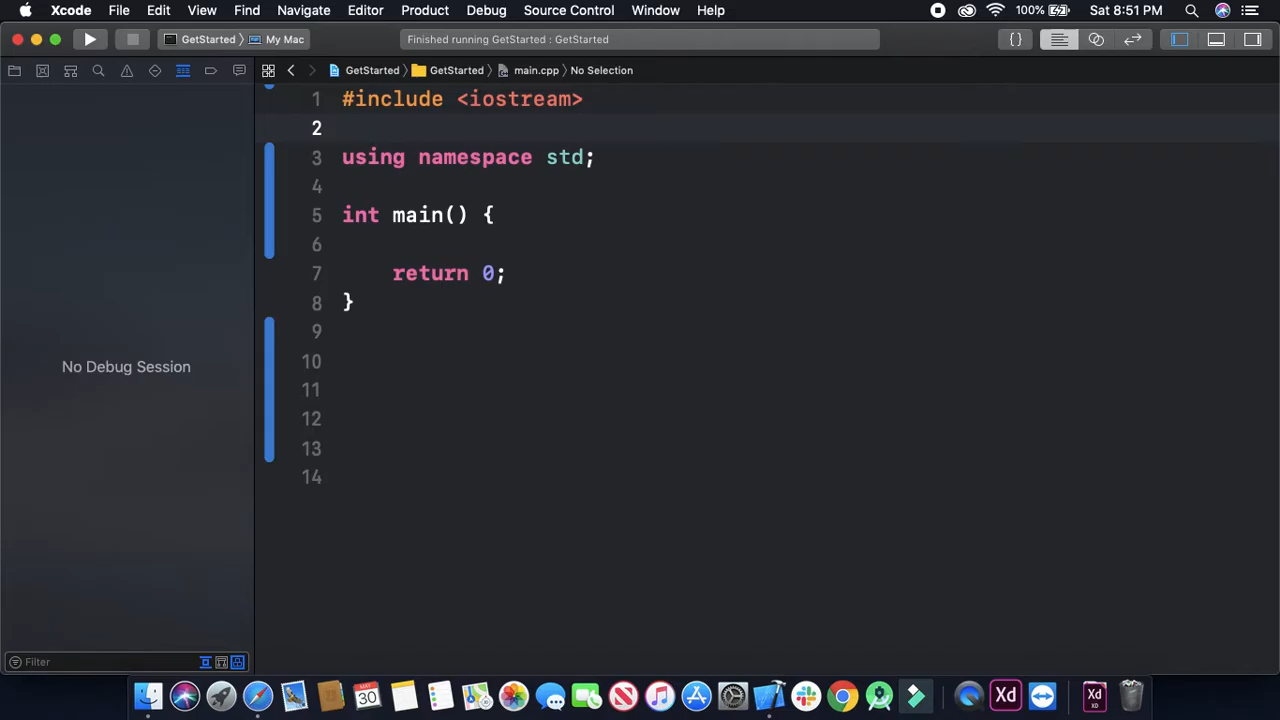 Xcode File Edit View Find Navigate Editor Product Debug Source Control Window Help 100% Sat 8:51 PM
GetStarted My Mac Finished running GetStarted : GetStarted {}
GetStarted GetStarted main.cpp No Selection
1 #include <iostream>
2
3 using namespace std;
4
5 int main() {
6
7 return 0;
8 }
9
10
11
12
13
14
No Debug Session
Filter
30 Xd Xd